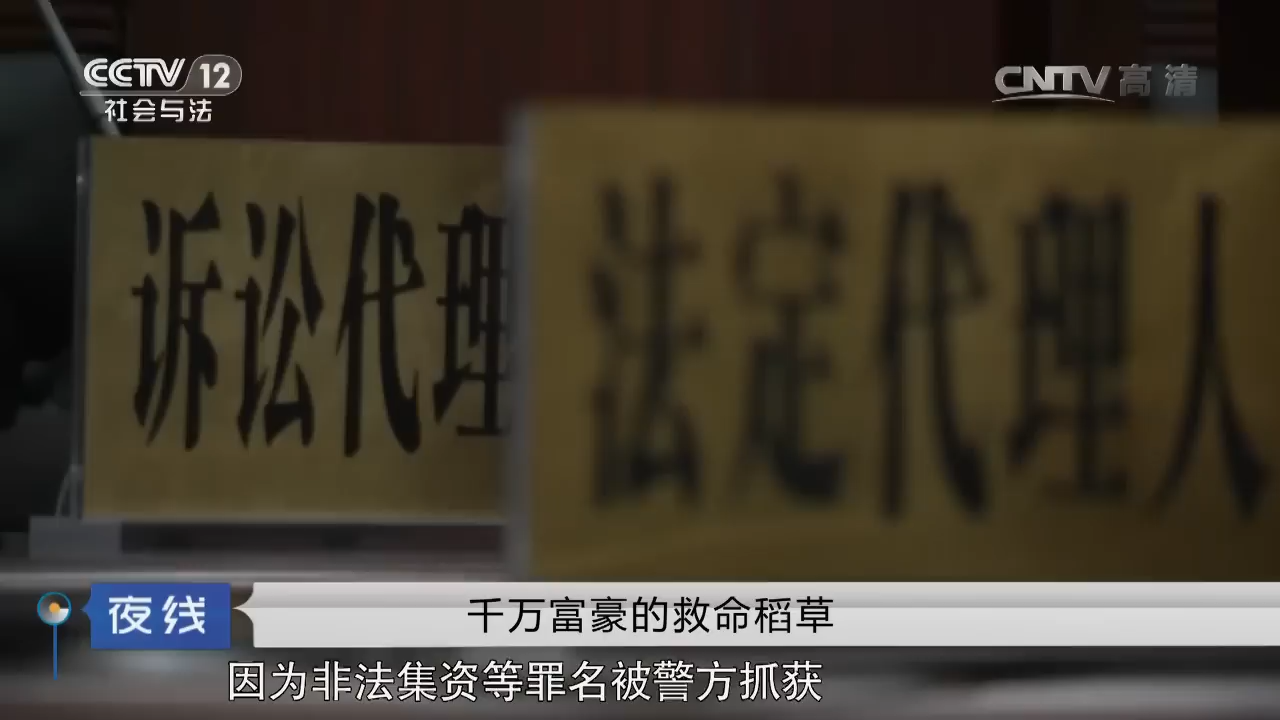 CCTV 12
社会与法
CNTV 高清
诉讼代理
法定代理人
夜线
千万富豪的救命稻草
因为非法集资等罪名被警方抓获